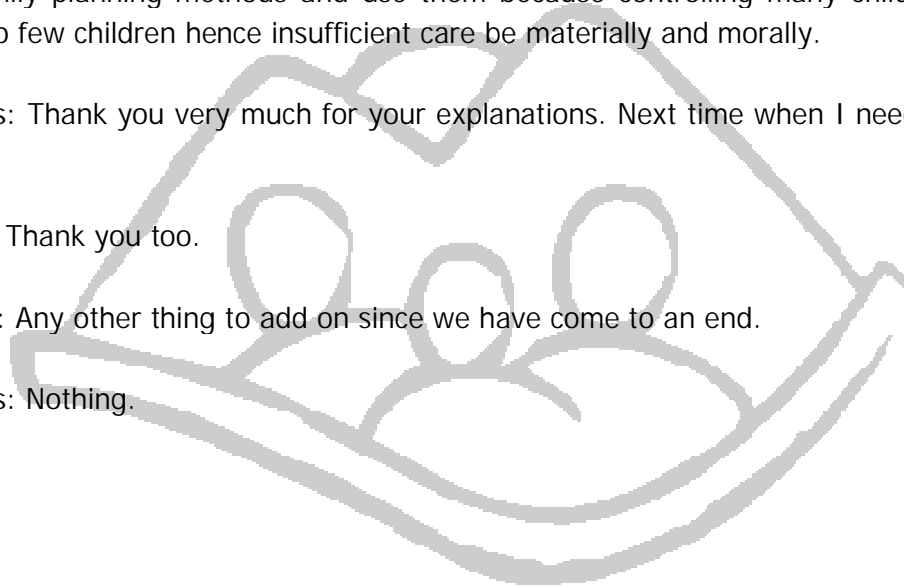 ily planning methods and use them because controlling many child
o few children hence insufficient care be materially and morally.
s: Thank you very much for your explanations. Next time when I nee
Thank you too.
: Any other thing to add on since we have come to an end.
s: Nothing.